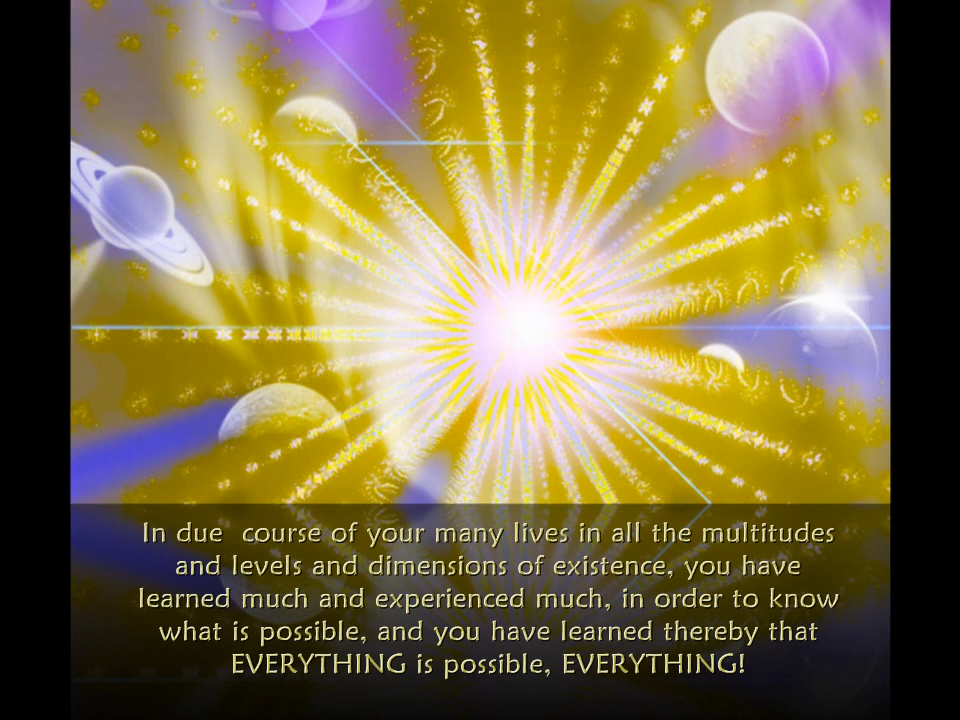 In due  course of your many lives in all the multitudes
and levels and dimensions of existence, you have
learned much and experienced much, in order to know
what is possible, and you have learned thereby that
EVERYTHING is possible, EVERYTHING!